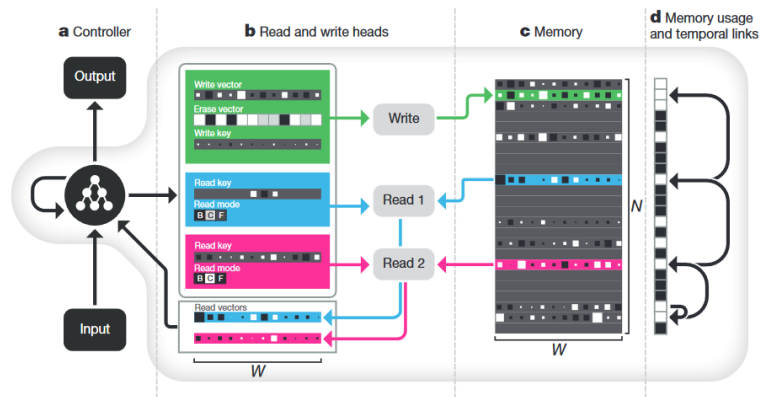 a Controller
b Read and write heads
c Memory
d Memory usage
and temporal links
Output
Input
Write vector
Erase vector
Write key
Read key
Read mode
B C F
Read key
Read mode
B C F
Read vectors
W
Write
Read 1
Read 2
N
W